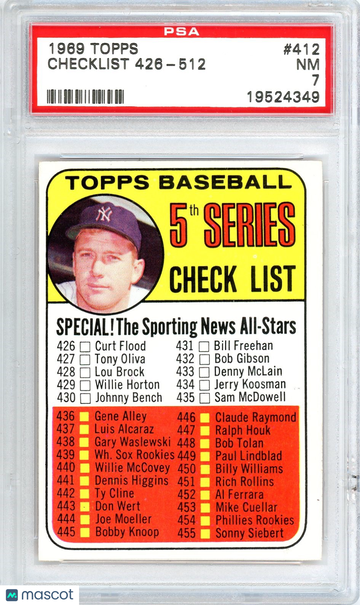 PSA
1969 TOPPS #412
CHECKLIST 426-512 NM
7
19524349
TOPPS BASEBALL
NY
5th SERIES
CHECK LIST
SPECIAL! The Sporting News All-Stars
426 Curt Flood
427 Tony Oliva
428 Lou Brock
429 Willie Horton
430 Johnny Bench
431 Bill Freehan
432 Bob Gibson
433 Denny McLain
434 Jerry Koosman
435 Sam McDowell
436 Gene Alley
437 Luis Alcaraz
438 Gary Waslewski
439 Wh. Sox Rookies
440 Willie McCovey
441 Dennis Higgins
442 Ty Cline
443 Don Wert
444 Joe Moeller
445 Bobby Knoop
446 Claude Raymond
447 Ralph Houk
448 Bob Tolan
449 Paul Lindblad
450 Billy Williams
451 Rich Rollins
452 Al Ferrara
453 Mike Cuellar
454 Phillies Rookies
455 Sonny Siebert
mascot